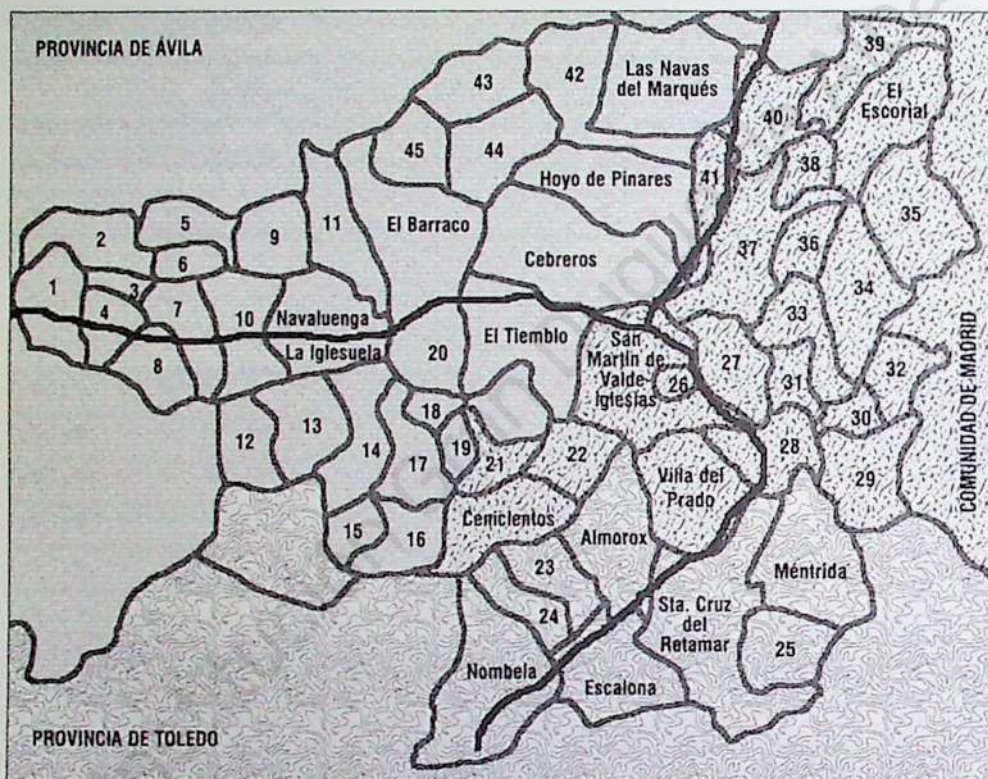 PROVINCIA DE ÁVILA
39
43
42
Las Navas
del Marqués
El
Escorial
40
45
44
38
41
Hoyo de Pinares
35
5
9
11
2
El Barraco
37
36
6
Cebreros
1
3
34
4
7
10
Navaluenga
33
La Iglesuela
20
El Tiemblo
San
Martín de
Valde-
Iglesias
27
8
26
31
32
18
30
12
13
14
17
19
21
22
28
29
Villa del
Prado
15
16
Cenicientos
Almorox
23
Méntrida
24
Sta. Cruz
del
Retamar
25
Nombela
Escalona
PROVINCIA DE TOLEDO
COMUNIDAD DE MADRID